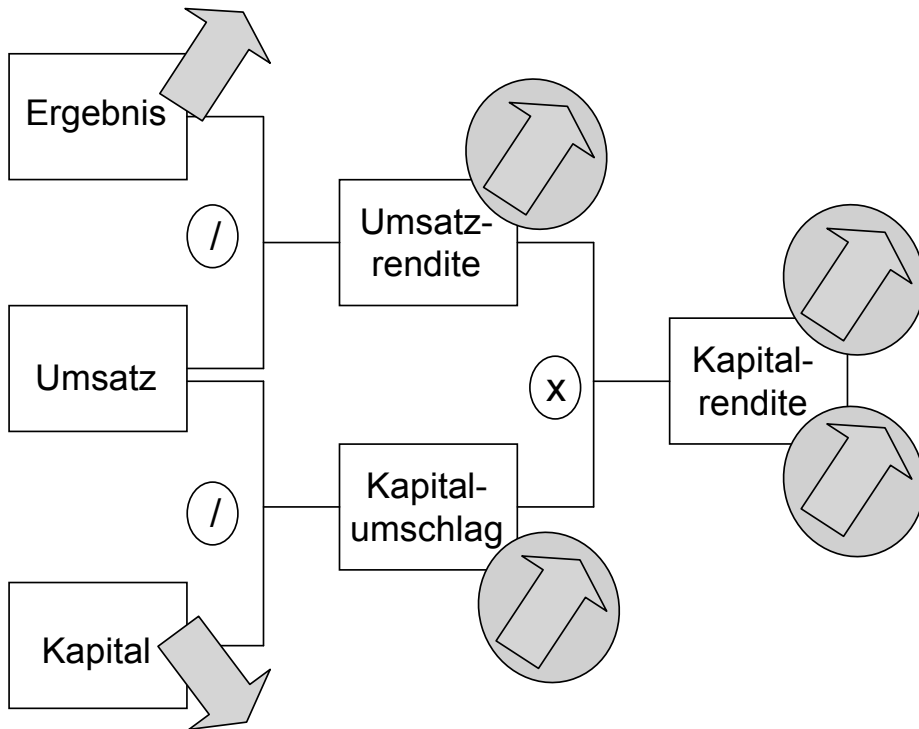 Ergebnis
/
Umsatz-
rendite
Umsatz
x
Kapital-
rendite
/
Kapital-
umschlag
Kapital